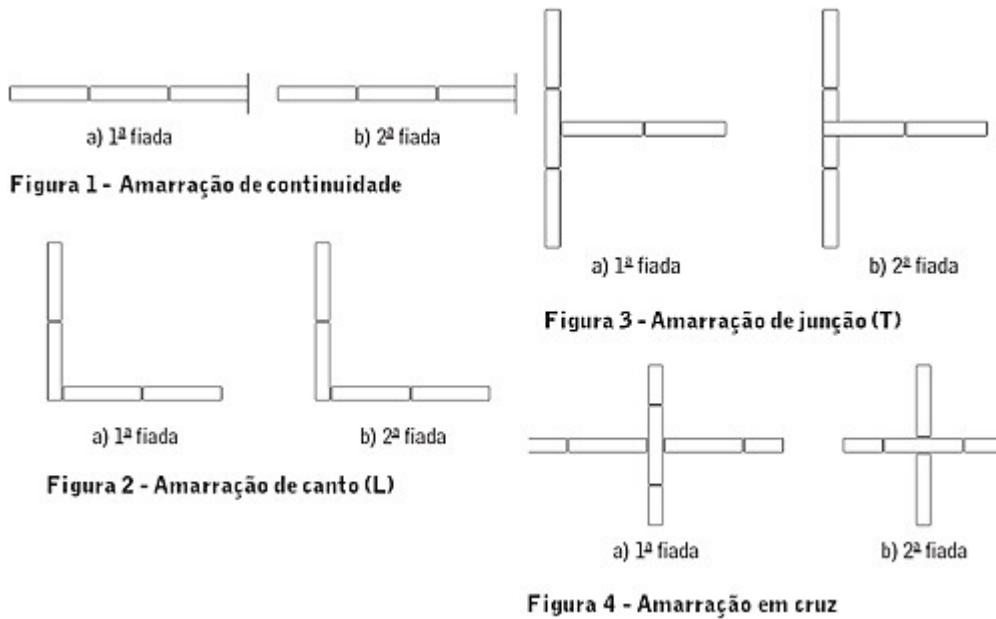 a) 1ª fiada
b) 2ª fiada
Figura 1 - Amarração de continuidade
a) 1ª fiada
b) 2ª fiada
Figura 2 - Amarração de canto (L)
a) 1ª fiada
b) 2ª fiada
Figura 3 - Amarração de junção (T)
a) 1ª fiada
b) 2ª fiada
Figura 4 - Amarração em cruz